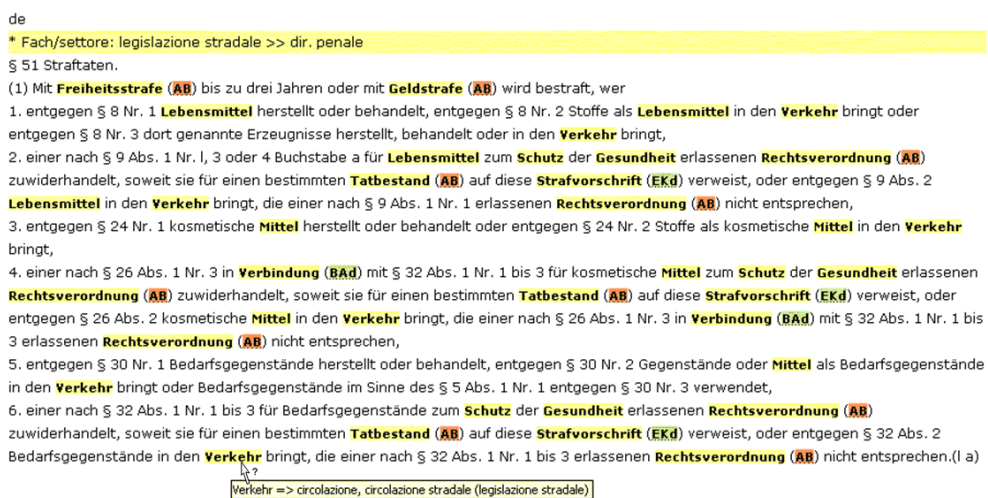 de
* Fach/settore: legislazione stradale >> dir. penale
§ 51 Straftaten.
(1) Mit Freiheitsstrafe (AB) bis zu drei Jahren oder mit Geldstrafe (AB) wird bestraft, wer
1. entgegen § 8 Nr. 1 Lebensmittel herstellt oder behandelt, entgegen § 8 Nr. 2 Stoffe als Lebensmittel in den Verkehr bringt oder
entgegen § 8 Nr. 3 dort genannte Erzeugnisse herstellt, behandelt oder in den Verkehr bringt,
2. einer nach § 9 Abs. 1 Nr. l, 3 oder 4 Buchstabe a für Lebensmittel zum Schutz der Gesundheit erlassenen Rechtsverordnung (AB)
zuwiderhandelt, soweit sie für einen bestimmten Tatbestand (AB) auf diese Strafvorschrift (EKd) verweist, oder entgegen § 9 Abs. 2
Lebensmittel in den Verkehr bringt, die einer nach § 9 Abs. 1 Nr. 1 erlassenen Rechtsverordnung (AB) nicht entsprechen,
3. entgegen § 24 Nr. 1 kosmetische Mittel herstellt oder behandelt oder entgegen § 24 Nr. 2 Stoffe als kosmetische Mittel in den Verkehr
bringt,
4. einer nach § 26 Abs. 1 Nr. 3 in Verbindung (BAd) mit § 32 Abs. 1 Nr. 1 bis 3 für kosmetische Mittel zum Schutz der Gesundheit erlassenen
Rechtsverordnung (AB) zuwiderhandelt, soweit sie für einen bestimmten Tatbestand (AB) auf diese Strafvorschrift (EKd) verweist, oder
entgegen § 26 Abs. 2 kosmetische Mittel in den Verkehr bringt, die einer nach § 26 Abs. 1 Nr. 3 in Verbindung (BAd) mit § 32 Abs. 1 Nr. 1 bis
3 erlassenen Rechtsverordnung (AB) nicht entsprechen,
5. entgegen § 30 Nr. 1 Bedarfsgegenstände herstellt oder behandelt, entgegen § 30 Nr. 2 Gegenstände oder Mittel als Bedarfsgegenstände
in den Verkehr bringt oder Bedarfsgegenstände im Sinne des § 5 Abs. 1 Nr. 1 entgegen § 30 Nr. 3 verwendet,
6. einer nach § 32 Abs. 1 Nr. 1 bis 3 für Bedarfsgegenstände zum Schutz der Gesundheit erlassenen Rechtsverordnung (AB)
zuwiderhandelt, soweit sie für einen bestimmten Tatbestand (AB) auf diese Strafvorschrift (EKd) verweist, oder entgegen § 32 Abs. 2
Bedarfsgegenstände in den Verkehr bringt, die einer nach § 32 Abs. 1 Nr. 1 bis 3 erlassenen Rechtsverordnung (AB) nicht entsprechen.(l a)
?
Verkehr => circolazione, circolazione stradale (legislazione stradale)